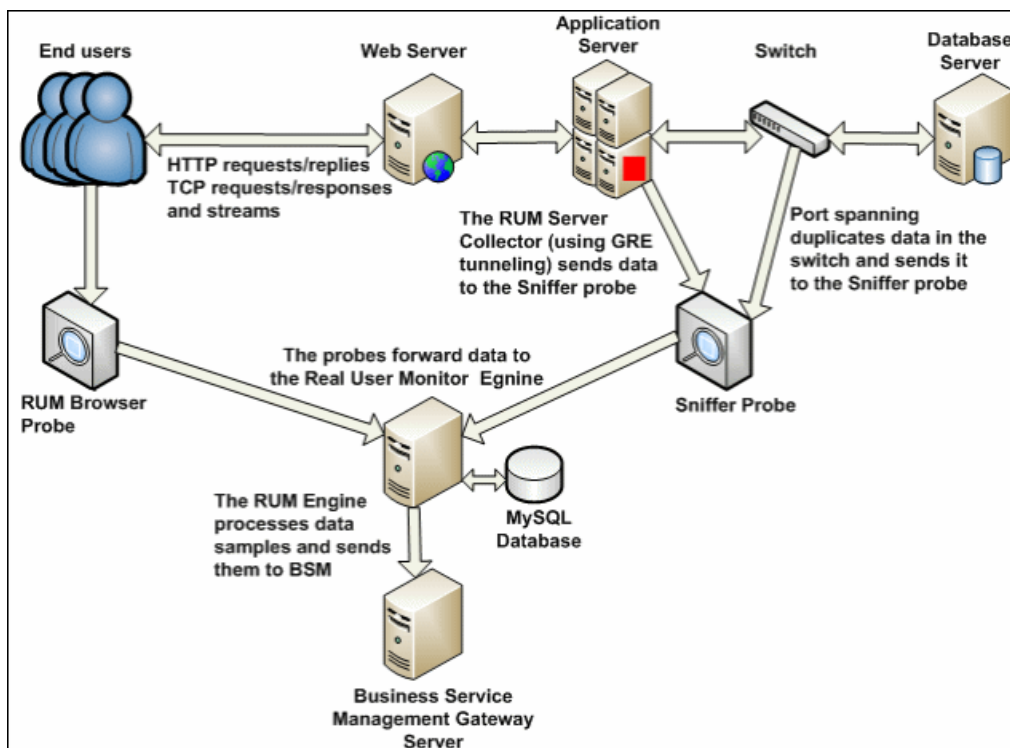 End users
Web Server
Application
Server
Switch
Database
Server
HTTP requests/replies
TCP requests/responses
and streams
The RUM Server
Collector (using GRE
tunneling) sends data
to the Sniffer probe
Port spanning
duplicates data in the
switch and sends it
to the Sniffer probe
RUM Browser
Probe
The probes forward data to
the Real User Monitor Egnine
Sniffer Probe
The RUM Engine
processes data
samples and sends
them to BSM
MySQL
Database
Business Service
Management Gateway
Server